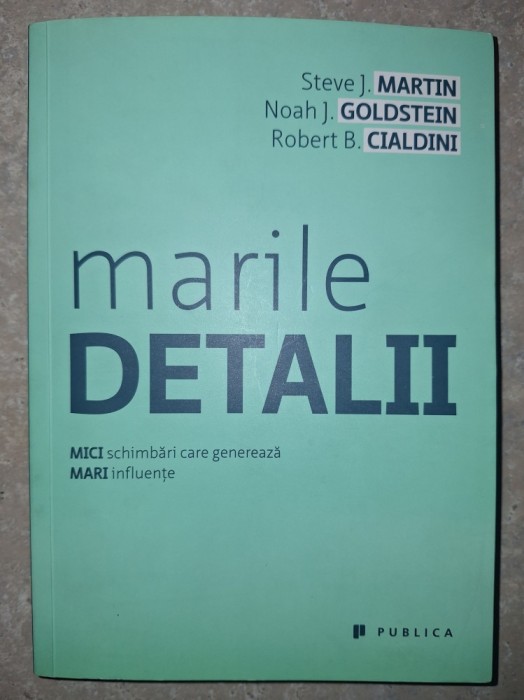 Steve J. MARTIN
Noah J. GOLDSTEIN
Robert B. CIALDINI
marile
DETALII
MICI schimbări care generează
MARI influențe
PUBLICA